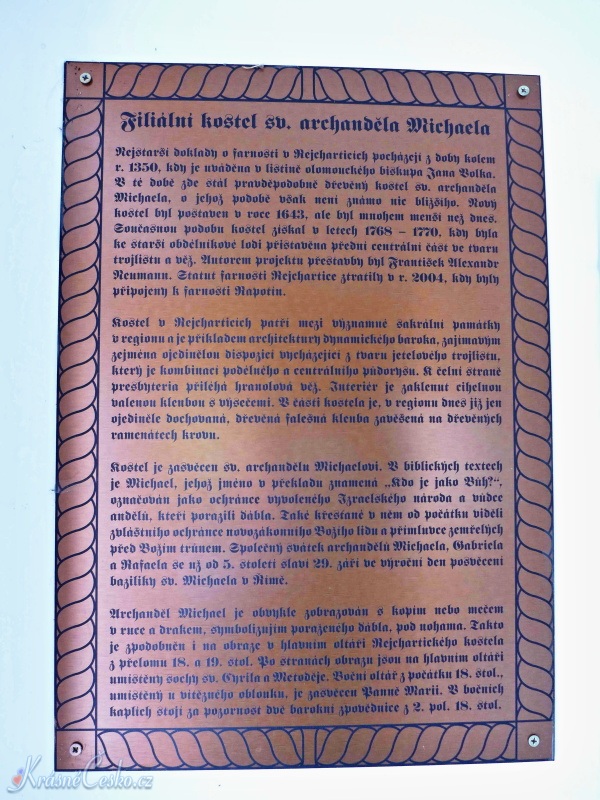 Filiální kostel sv. archanděla Michaela
Nejstarší doklady o farnosti v Rejcharticích pocházejí z doby kolem
r. 1350, kdy je uváděna v listině olomouckého biskupa Jana Volka.
V té době zde stál pravděpodobně dřevěný kostel sv. archanděla
Michaela, o jehož podobě však není známo nic bližšího. Nový
kostel byl postaven v roce 1643, ale byl mnohem menší než dnes.
Současnou podobu kostel získal v letech 1768 – 1770, kdy byla
ke starší obdélníkové lodi přistavěna přední centrální část ve tvaru
trojlistu a věž. Autorem projektu přestavby byl František Alexandr
Neumann. Statut farnosti Rejchartice ztratily v r. 2004, kdy byly
připojeny k farnosti Rapotín.
Kostel v Rejcharticích patří mezi významné sakrální památky
v regionu a je příkladem architektury dynamického baroka, zajímavým
zejména ojedinělou dispozicí vycházející z tvaru jetelového trojlistu,
který je kombinací podélného a centrálního půdorysu. K čelní straně
presbyteria přiléhá hranolová věž. Interiér je zaklenut cihelnou
valenou klenbou s výsečemi. V části kostela je, v regionu dnes již jen
ojediněle dochovaná, dřevěná falešná klenba zavěšená na dřevěných
ramenátech krovu.
Kostel je zasvěcen sv. archandělu Michaelovi. V biblických textech
je Michael, jehož jméno v překladu znamená „Kdo je jako Bůh?“,
označován jako ochránce vyvoleného Izraelského národa a vůdce
andělů, kteří porazili ďábla. Také křesťané v něm od počátku viděli
zvláštního ochránce novozákonního Božího lidu a přímluvce zemřelých
před Božím trůnem. Společný svátek archandělů Michaela, Gabriela
a Rafaela se už od 5. století slaví 29. září ve výroční den posvěcení
baziliky sv. Michaela v Římě.
Archanděl Michael je obvykle zobrazován s kopím nebo mečem
v ruce a drakem, symbolizujím poraženého ďábla, pod nohama. Takto
je zpodobněn i na obraze v hlavním oltáři Rejchartického kostela
z přelomu 18. a 19. stol. Po stranách obrazu jsou na hlavním oltáři
umístěny sochy sv. Cyrila a Metoděje. Boční oltář z počátku 18. stol.,
umístěný u vítězného oblouku, je zasvěcen Panně Marii. V bočních
kaplích stojí za pozornost dvě barokní zpovědnice z 2. pol. 18. stol.
KrásnéČesko.cz